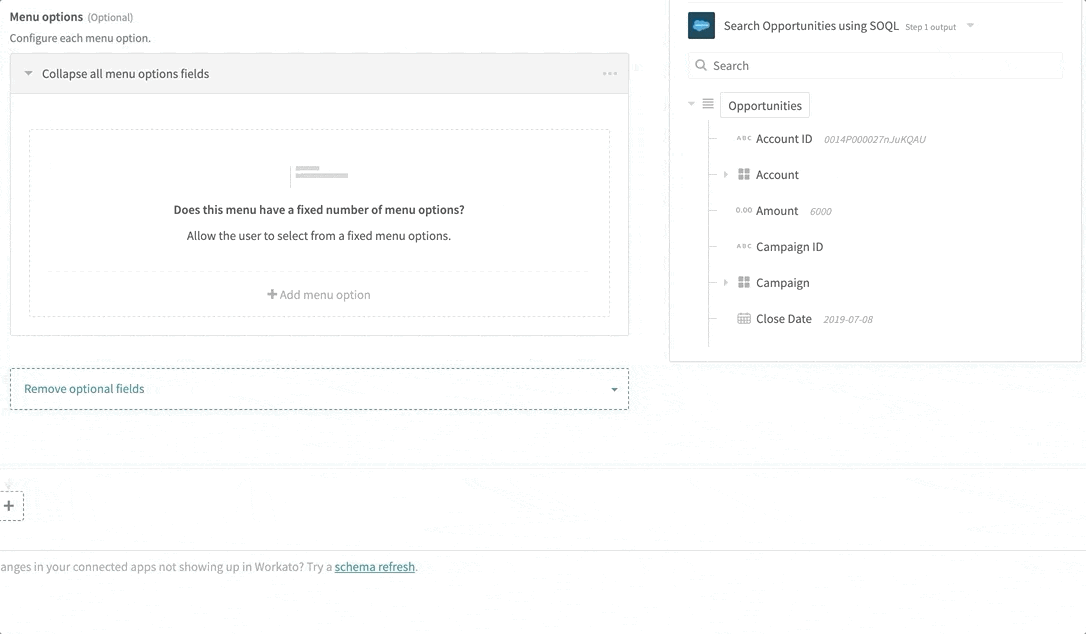 Menu options (Optional)
Configure each menu option.
Collapse all menu options fields
Does this menu have a fixed number of menu options?
Allow the user to select from a fixed menu options.
Add menu option
Remove optional fields
anges in your connected apps not showing up in Workato? Try a schema refresh.
Search Opportunities using SOQL Step 1 output
Search
Opportunities
ABC Account ID 0014P000027nJuKQAU
Account
0.00 Amount 6000
ABC Campaign ID
Campaign
Close Date 2019-07-08